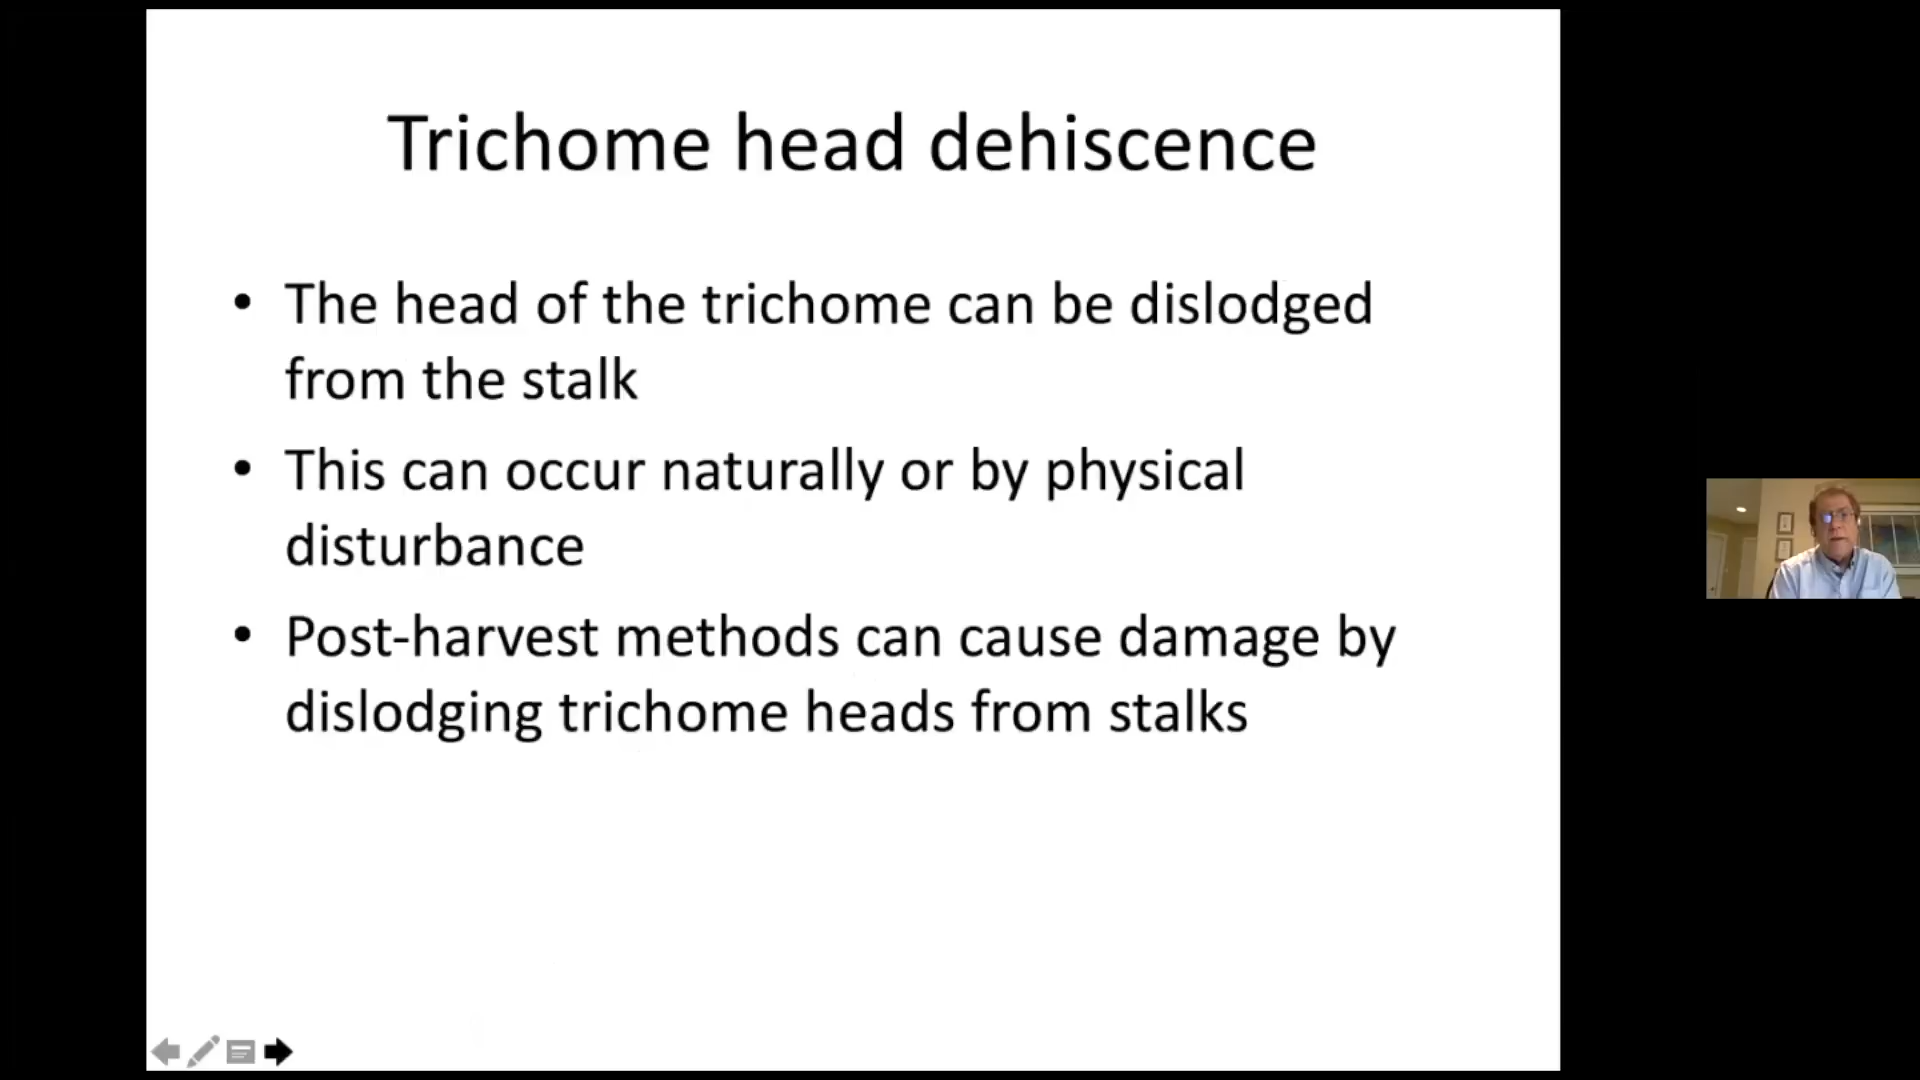 Trichome head dehiscence
• The head of the trichome can be dislodged
from the stalk
• This can occur naturally or by physical
disturbance
• Post-harvest methods can cause damage by
dislodging trichome heads from stalks